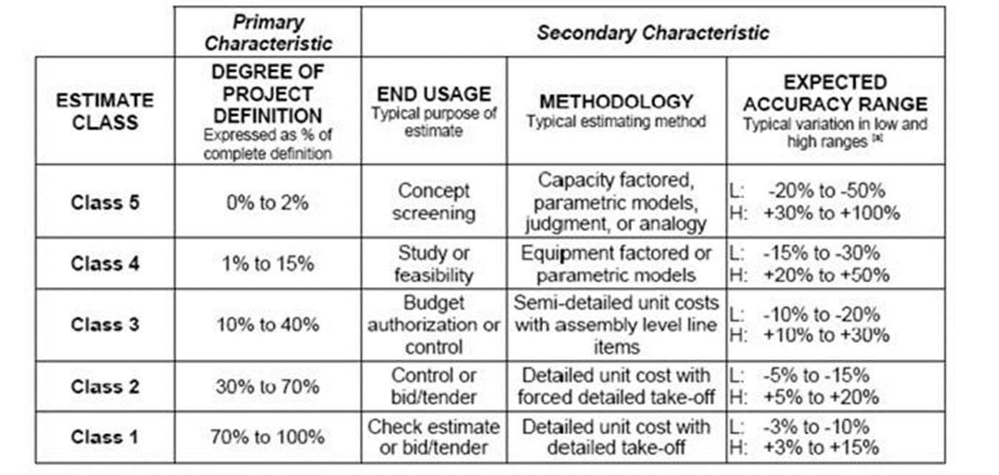 Primary
Characteristic
Secondary Characteristic
ESTIMATE
CLASS
DEGREE OF
PROJECT
DEFINITION
Expressed as % of
complete definition
END USAGE
Typical purpose of
estimate
METHODOLOGY
Typical estimating method
EXPECTED
ACCURACY RANGE
Typical variation in low and
high ranges [a]
Class 5
0% to 2%
Concept
screening
Capacity factored,
parametric models,
judgment, or analogy
L: -20% to -50%
H: +30% to +100%
Class 4
1% to 15%
Study or
feasibility
Equipment factored or
parametric models
L: -15% to -30%
H: +20% to +50%
Class 3
10% to 40%
Budget
authorization or
control
Semi-detailed unit costs
with assembly level line
items
L: -10% to -20%
H: +10% to +30%
Class 2
30% to 70%
Control or
bid/tender
Detailed unit cost with
forced detailed take-off
L: -5% to -15%
H: +5% to +20%
Class 1
70% to 100%
Check estimate
or bid/tender
Detailed unit cost with
detailed take-off
L: -3% to -10%
H: +3% to +15%